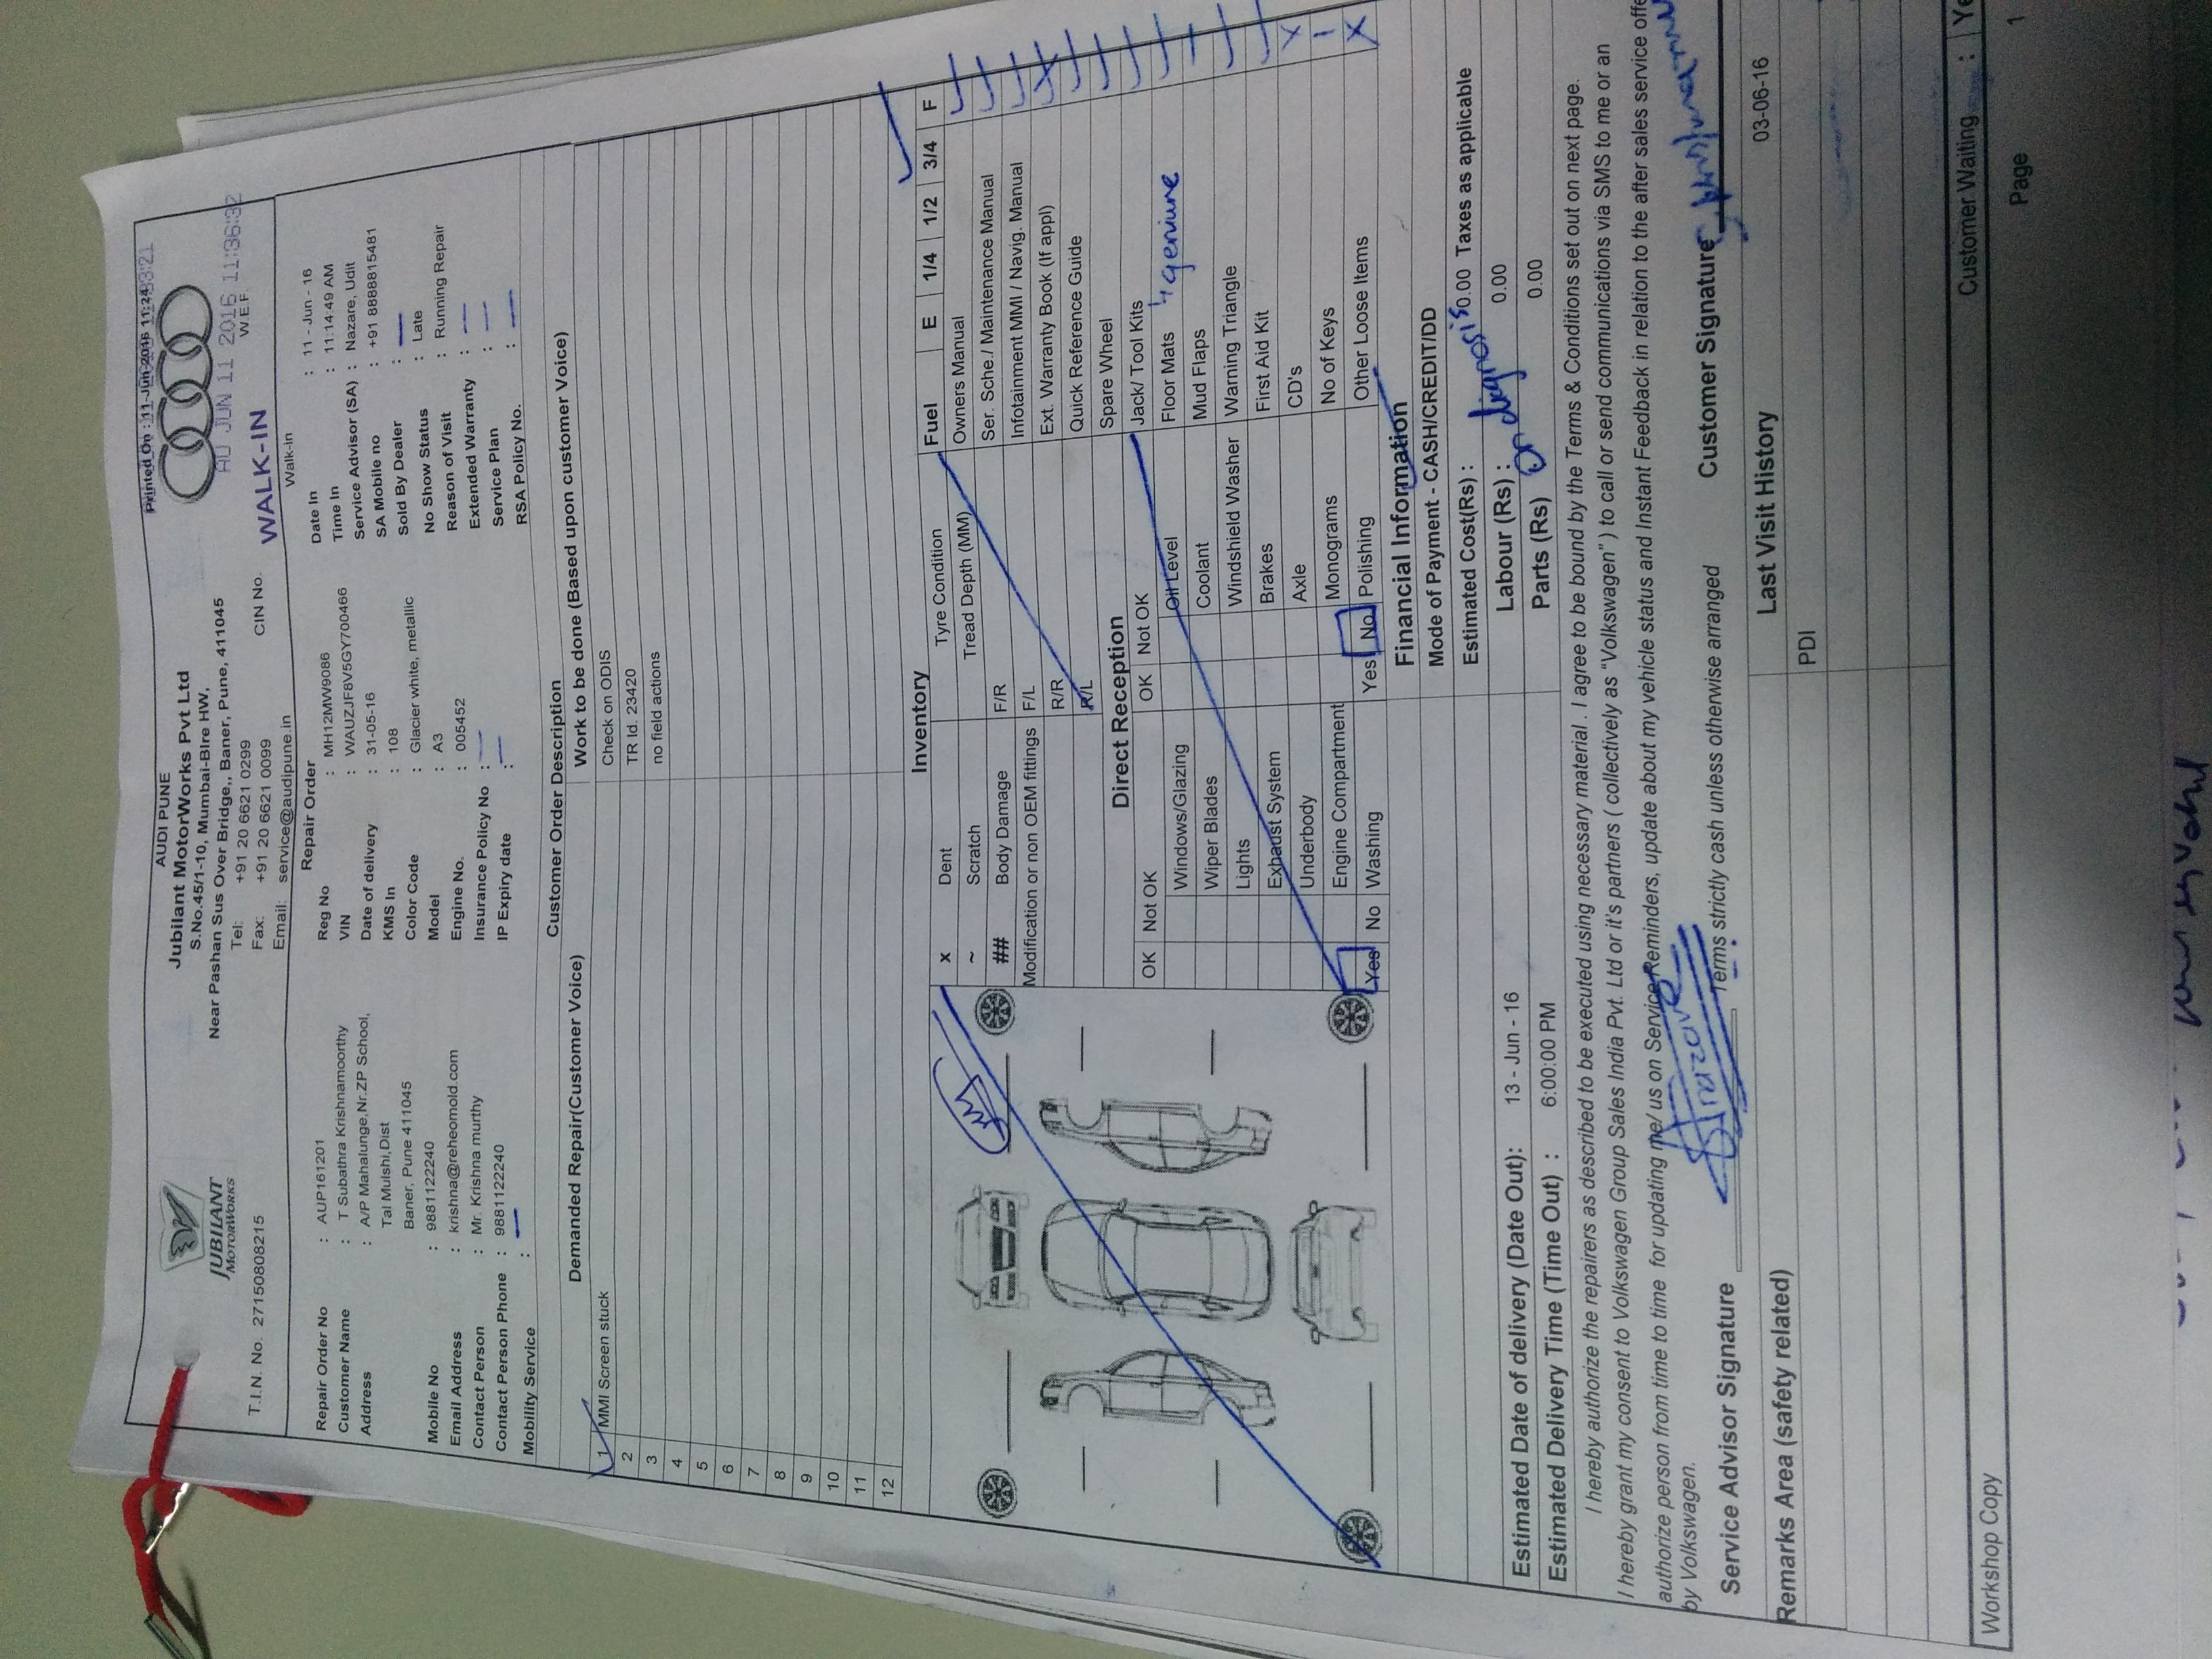 AUDI PUNE
Printed On : 11-Jun-2016 11:24
Jubilant MotorWorks Pvt Ltd
S.No.45/1-10, Mumbai-Blre HW,
JUBILANT
MOTORWORKS
Near Pashan Sus Over Bridge,, Baner, Pune, 411045
AU JUN 11 2016 11:36:32
Tel: +91 20 6621 0299
W.E.F.
T.I.N. No. 27150808215
Fax: +91 20 6621 0099
CIN No.
WALK-IN
Email: service@audipune.in
Walk-in
Repair Order
Repair Order No : AUP161201
Customer Name : T Subathra Krishnamoorthy
Address : A/P Mahalunge,Nr.ZP School,
Tal Mulshi,Dist
Baner, Pune 411045
Mobile No : 9881122240
Email Address : krishna@reheomold.com
Contact Person : Mr. Krishna murthy
Contact Person Phone : 9881122240
Mobility Service :
Reg No : MH12MW9086
VIN : WAUZJF8V5GY700466
Date of delivery : 31-05-16
KMS In : 108
Color Code : Glacier white, metallic
Model : A3
Engine No. : 005452
Insurance Policy No :
IP Expiry date :
Date In : 11 - Jun - 16
Time In : 11:14:49 AM
Service Advisor (SA) : Nazare, Udit
SA Mobile no : +91 8888815481
Sold By Dealer :
No Show Status : Late
Reason of Visit : Running Repair
Extended Warranty :
Service Plan :
RSA Policy No. :
Customer Order Description
Demanded Repair(Customer Voice)
Work to be done (Based upon customer Voice)
1 MMI Screen stuck Check on ODIS
2 TR Id. 23420
3 no field actions
4
5
6
7
8
9
10
11
12
Inventory
x Dent
~ Scratch
## Body Damage
Modification or non OEM fittings
Tyre Condition
Tread Depth (MM)
F/R
F/L
R/R
R/L
Fuel E 1/4 1/2 3/4 F
Owners Manual
Ser. Sche./ Maintenance Manual
Infotainment MMI / Navig. Manual
Ext. Warranty Book (If appl)
Quick Reference Guide
Spare Wheel
Jack/ Tool Kits
Floor Mats 4 geniune
Mud Flaps
Warning Triangle
First Aid Kit
CD's X
No of Keys 1
Other Loose Items X
Direct Reception
OK Not OK OK Not OK
Windows/Glazing Oil Level
Wiper Blades Coolant
Lights Windshield Washer
Exhaust System Brakes
Underbody Axle
Engine Compartment Monograms
Yes No Washing Yes No Polishing
Financial Information
Mode of Payment - CASH/CREDIT/DD
Estimated Cost(Rs) : 0.00 Taxes as applicable
Labour (Rs) : 0.00
Parts (Rs) 0.00
on dignosis
Estimated Date of delivery (Date Out): 13 - Jun - 16
Estimated Delivery Time (Time Out) : 6:00:00 PM
I hereby authorize the repairers as described to be executed using necessary material . I agree to be bound by the Terms & Conditions set out on next page.
I hereby grant my consent to Volkswagen Group Sales India Pvt. Ltd or it's partners ( collectively as "Volkswagen" ) to call or send communications via SMS to me or an
authorize person from time to time for updating me/ us on Service Reminders, update about my vehicle status and Instant Feedback in relation to the after sales service offe
by Volkswagen.
Service Advisor Signature
Terms strictly cash unless otherwise arranged
Customer Signature
Remarks Area (safety related)
Last Visit History 03-06-16
PDI
Customer Waiting : Ye
Workshop Copy
Page 1